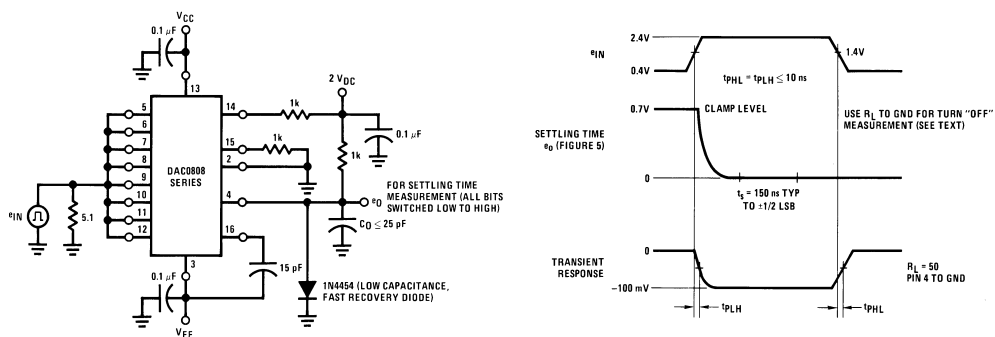 VCC
0.1 μF
13
5
6
7
8
9
10
11
12
DAC0808
SERIES
14
15
2
4
16
3
1k
1k
2 VDC
0.1 μF
1k
eIN
5.1
FOR SETTLING TIME
MEASUREMENT (ALL BITS
SWITCHED LOW TO HIGH)
eO
CO ≤ 25 pF
15 pF
0.1 μF
VEE
1N4454 (LOW CAPACITANCE,
FAST RECOVERY DIODE)
eIN
2.4V
0.4V
1.4V
tPHL = tPLH ≤ 10 ns
0.7V
CLAMP LEVEL
SETTLING TIME
eO (FIGURE 5)
0
USE RL TO GND FOR TURN "OFF"
MEASUREMENT (SEE TEXT)
ts = 150 ns TYP
TO ±1/2 LSB
TRANSIENT
RESPONSE
0
−100 mV
RL = 50
PIN 4 TO GND
tPLH
tPHL